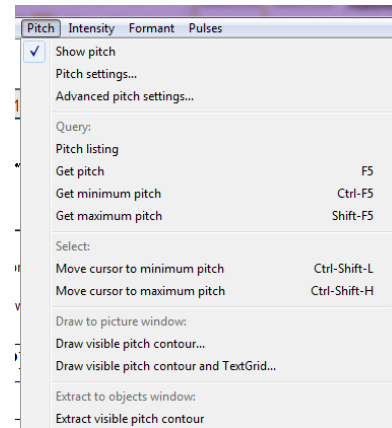 Pitch Intensity Formant Pulses
Show pitch
Pitch settings...
Advanced pitch settings...
Query:
Pitch listing
Get pitch F5
Get minimum pitch Ctrl-F5
Get maximum pitch Shift-F5
Select:
Move cursor to minimum pitch Ctrl-Shift-L
Move cursor to maximum pitch Ctrl-Shift-H
Draw to picture window:
Draw visible pitch contour...
Draw visible pitch contour and TextGrid...
Extract to objects window:
Extract visible pitch contour